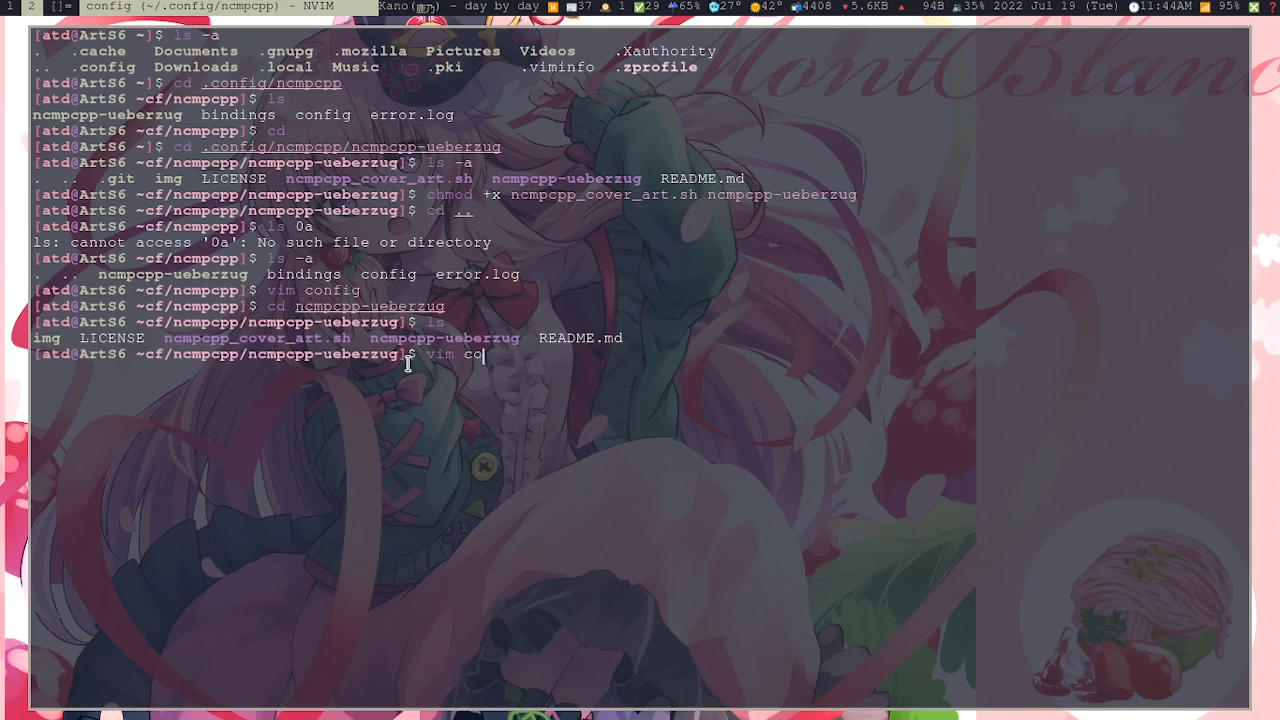 1 2 []= config (~/.config/ncmpcpp) - NVIM Kano(鹿乃) - day by day 37 1 ✅29 65% 27° 42° 4408 🔻5.6KB 🔺 94B 35% 2022 Jul 19 (Tue) 11:44AM 95% ❎ ❓
MontBlanc
[atd@ArtS6 ~]$ ls -a
. .cache Documents .gnupg .mozilla Pictures Videos .Xauthority
.. .config Downloads .local Music .pki .viminfo .zprofile
[atd@ArtS6 ~]$ cd .config/ncmpcpp
[atd@ArtS6 ~cf/ncmpcpp]$ ls
ncmpcpp-ueberzug bindings config error.log
[atd@ArtS6 ~cf/ncmpcpp]$ cd
[atd@ArtS6 ~]$ cd .config/ncmpcpp/ncmpcpp-ueberzug
[atd@ArtS6 ~cf/ncmpcpp/ncmpcpp-ueberzug]$ ls -a
. .. .git img LICENSE ncmpcpp_cover_art.sh ncmpcpp-ueberzug README.md
[atd@ArtS6 ~cf/ncmpcpp/ncmpcpp-ueberzug]$ chmod +x ncmpcpp_cover_art.sh ncmpcpp-ueberzug
[atd@ArtS6 ~cf/ncmpcpp/ncmpcpp-ueberzug]$ cd ..
[atd@ArtS6 ~cf/ncmpcpp]$ ls 0a
ls: cannot access '0a': No such file or directory
[atd@ArtS6 ~cf/ncmpcpp]$ ls -a
. .. ncmpcpp-ueberzug bindings config error.log
[atd@ArtS6 ~cf/ncmpcpp]$ vim config
[atd@ArtS6 ~cf/ncmpcpp]$ cd ncmpcpp-ueberzug
[atd@ArtS6 ~cf/ncmpcpp/ncmpcpp-ueberzug]$ ls
img LICENSE ncmpcpp_cover_art.sh ncmpcpp-ueberzug README.md
[atd@ArtS6 ~cf/ncmpcpp/ncmpcpp-ueberzug]$ vim co